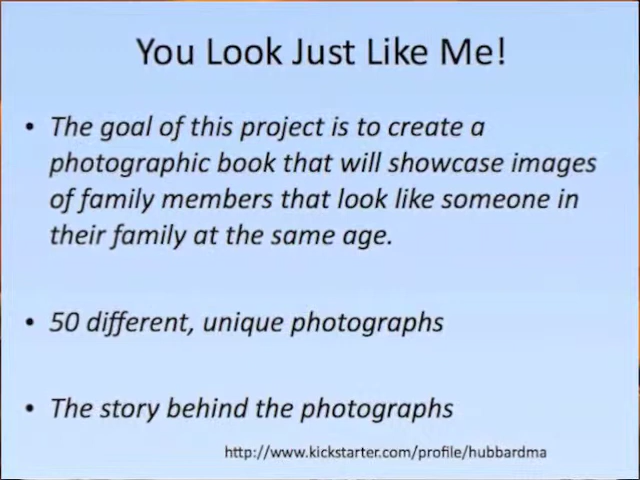 You Look Just Like Me!
• The goal of this project is to create a
photographic book that will showcase images
of family members that look like someone in
their family at the same age.
• 50 different, unique photographs
• The story behind the photographs
http://www.kickstarter.com/profile/hubbardma